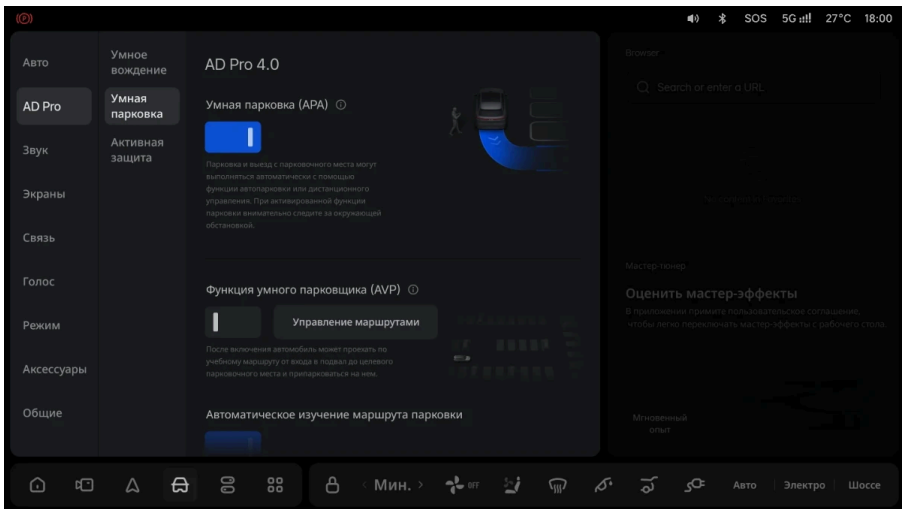 SOS 5G 27°C 18:00
Авто
AD Pro
Звук
Экраны
Связь
Голос
Режим
Аксессуары
Общие
Умное
вождение
Умная
парковка
Активная
защита
AD Pro 4.0
Умная парковка (APA)
Парковка и выезд с парковочного места могут
выполняться автоматически с помощью
функции автопарковки или дистанционного
управления. При активированной функции
парковки внимательно следите за окружающей
обстановкой.
Функция умного парковщика (AVP)
Управление маршрутами
После включения автомобиль может проехать по
учебному маршруту от входа в подвал до целевого
парковочного места и припарковаться на нем.
Автоматическое изучение маршрута парковки
Browser
Search or enter a URL
Мастер-тюнер
Оценить мастер-эффекты
В приложении примите пользовательское соглашение,
чтобы легко переключать мастер-эффекты с рабочего стола.
Мгновенный
опыт
Мин. OFF Авто Электро Шоссе